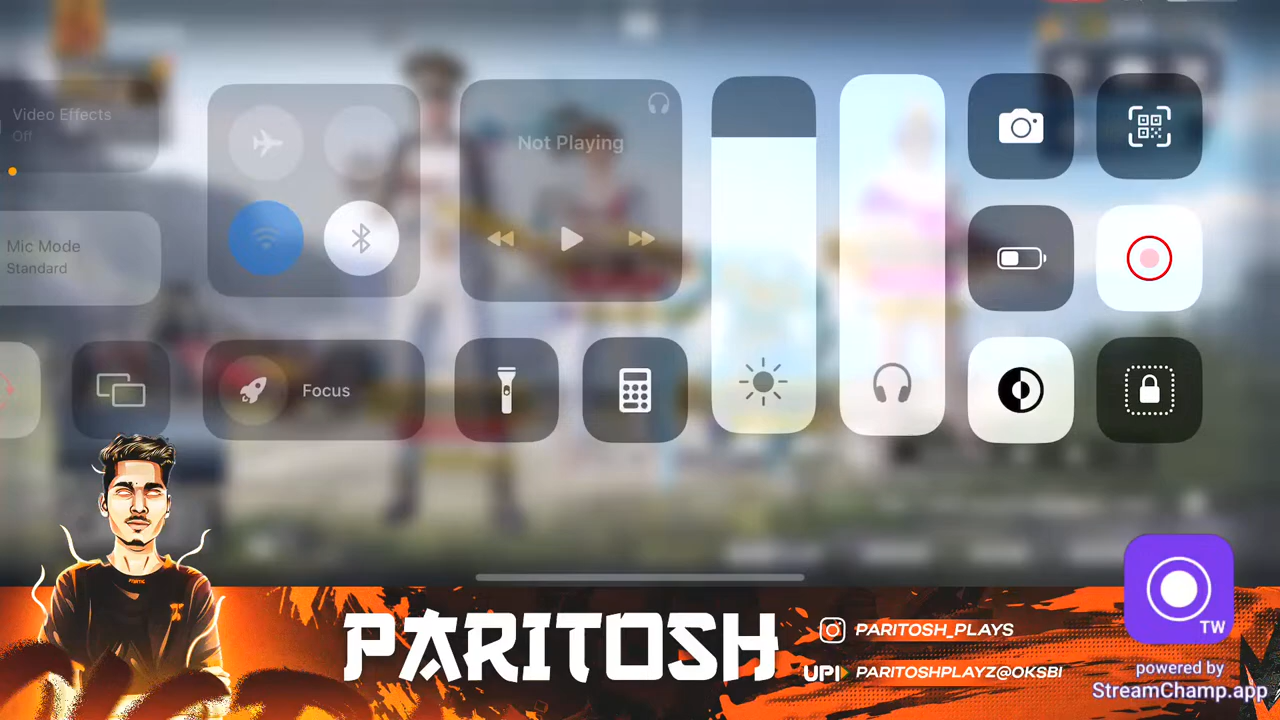 Video Effects
Off
Not Playing
Mic Mode
Standard
Focus
PARITOSH
PARITOSH_PLAYS
UPI
PARITOSHPLAYZ@OKSBI
TW
powered by
StreamChamp.app